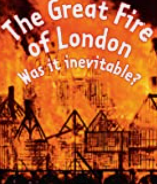 The Great Fire
of London
Was it inevitable?